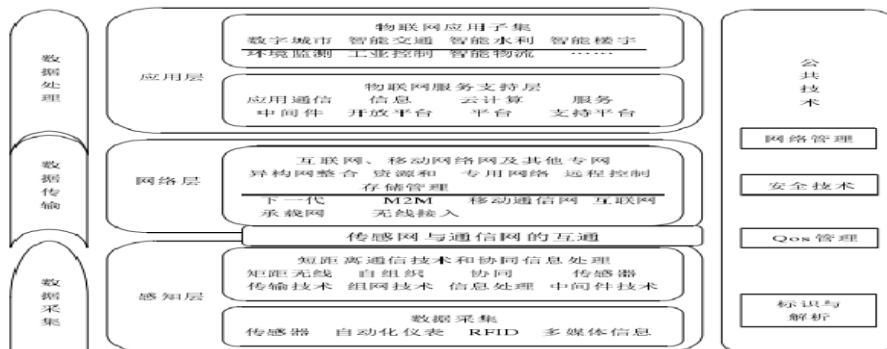 数据处理
数据传输
数据采集
应用层
物联网应用子集
数字城市 智能交通 智能水利 智能楼宇
环境监测 工业控制 智能物流 ……
物联网服务支持层
应用通信 信息 云计算 服务
中间件 开放平台 平台 支持平台
网络层
互联网、移动网络网及其他专网
异构网整合 资源和 专用网络 远程控制
存储管理
下一代 M2M 移动通信网 互联网
承载网 无线接入
传感网与通信网的互通
感知层
短距离通信技术和协同信息处理
矩距无线 自组织 协同 传感器
传输技术 组网技术 信息处理 中间件技术
数据采集
传感器 自动化仪表 RFID 多媒体信息
公共技术
网络管理
安全技术
Qos管理
标识与
解析